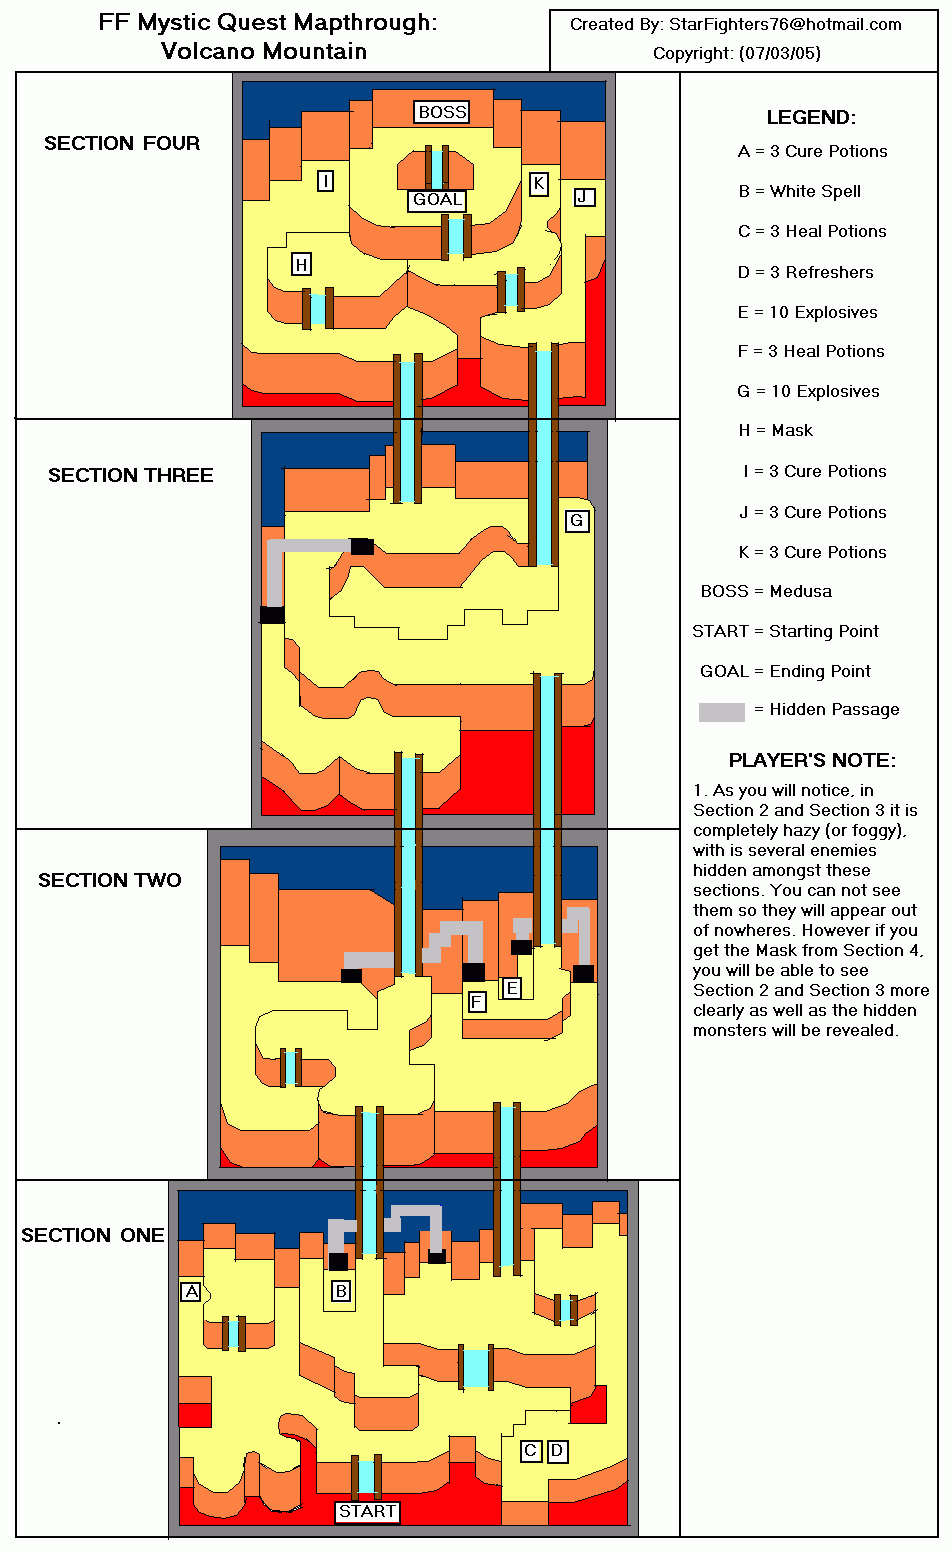 FF Mystic Quest Mapthrough:
Volcano Mountain
Created By: StarFighters76@hotmail.com
Copyright: (07/03/05)
SECTION FOUR
BOSS
I
K
J
GOAL
H
SECTION THREE
G
SECTION TWO
F
E
SECTION ONE
A
B
C
D
START
LEGEND:
A = 3 Cure Potions
B = White Spell
C = 3 Heal Potions
D = 3 Refreshers
E = 10 Explosives
F = 3 Heal Potions
G = 10 Explosives
H = Mask
I = 3 Cure Potions
J = 3 Cure Potions
K = 3 Cure Potions
BOSS = Medusa
START = Starting Point
GOAL = Ending Point
= Hidden Passage
PLAYER'S NOTE:
1. As you will notice, in
Section 2 and Section 3 it is
completely hazy (or foggy),
with is several enemies
hidden amongst these
sections. You can not see
them so they will appear out
of nowheres. However if you
get the Mask from Section 4,
you will be able to see
Section 2 and Section 3 more
clearly as well as the hidden
monsters will be revealed.